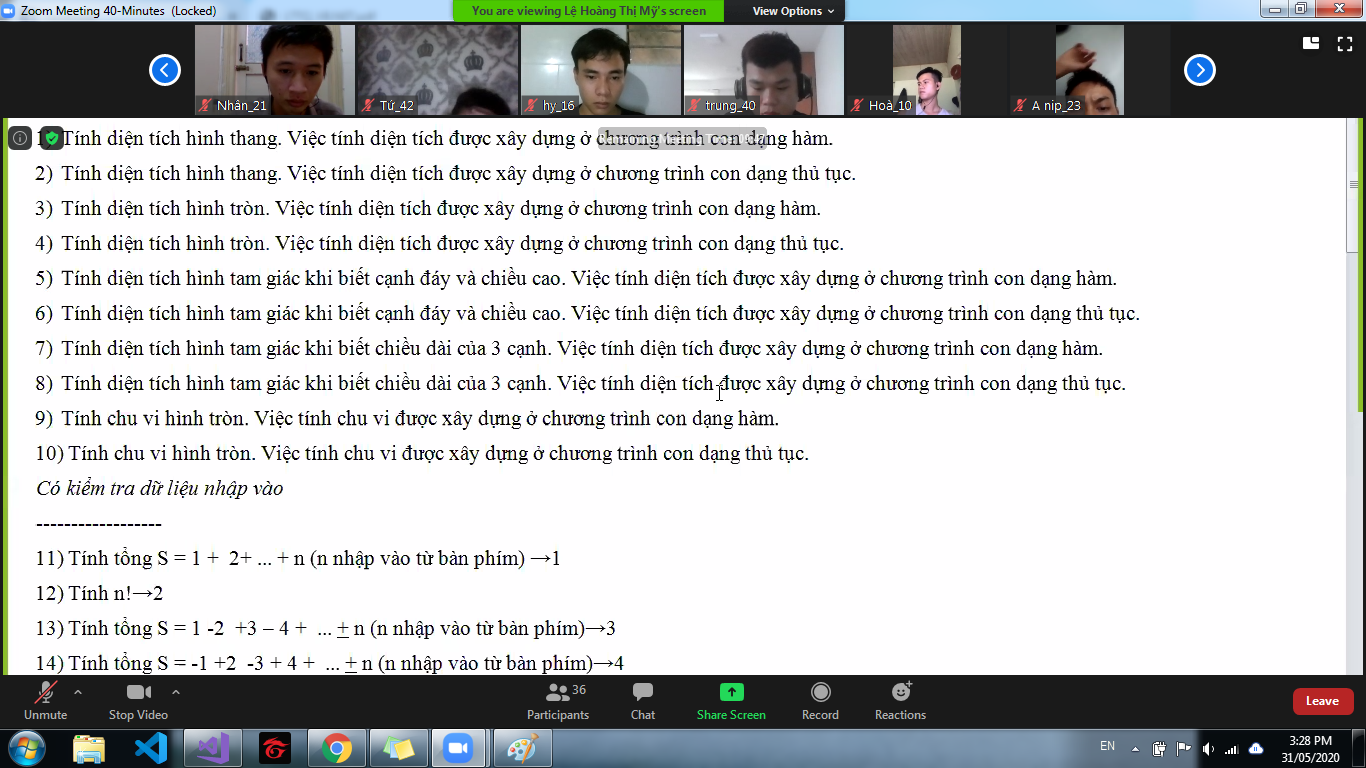 Zoom Meeting 40-Minutes (Locked)
You are viewing Lệ Hoàng Thị Mỹ's screen
View Options
Nhân_21
Tứ_42
hy_16
trung_40
Hoà_10
A nip_23
1) Tính diện tích hình thang. Việc tính diện tích được xây dựng ở chương trình con dạng hàm.
2) Tính diện tích hình thang. Việc tính diện tích được xây dựng ở chương trình con dạng thủ tục.
3) Tính diện tích hình tròn. Việc tính diện tích được xây dựng ở chương trình con dạng hàm.
4) Tính diện tích hình tròn. Việc tính diện tích được xây dựng ở chương trình con dạng thủ tục.
5) Tính diện tích hình tam giác khi biết cạnh đáy và chiều cao. Việc tính diện tích được xây dựng ở chương trình con dạng hàm.
6) Tính diện tích hình tam giác khi biết cạnh đáy và chiều cao. Việc tính diện tích được xây dựng ở chương trình con dạng thủ tục.
7) Tính diện tích hình tam giác khi biết chiều dài của 3 cạnh. Việc tính diện tích được xây dựng ở chương trình con dạng hàm.
8) Tính diện tích hình tam giác khi biết chiều dài của 3 cạnh. Việc tính diện tích được xây dựng ở chương trình con dạng thủ tục.
9) Tính chu vi hình tròn. Việc tính chu vi được xây dựng ở chương trình con dạng hàm.
10) Tính chu vi hình tròn. Việc tính chu vi được xây dựng ở chương trình con dạng thủ tục.
Có kiểm tra dữ liệu nhập vào
------------------
11) Tính tổng S = 1 + 2+ ... + n (n nhập vào từ bàn phím) →1
12) Tính n!→2
13) Tính tổng S = 1 -2 +3 – 4 + ... ± n (n nhập vào từ bàn phím)→3
14) Tính tổng S = -1 +2 -3 + 4 + ... ± n (n nhập vào từ bàn phím)→4
Unmute
Stop Video
Participants
36
Chat
Share Screen
Record
Reactions
Leave
EN
3:28 PM
31/05/2020